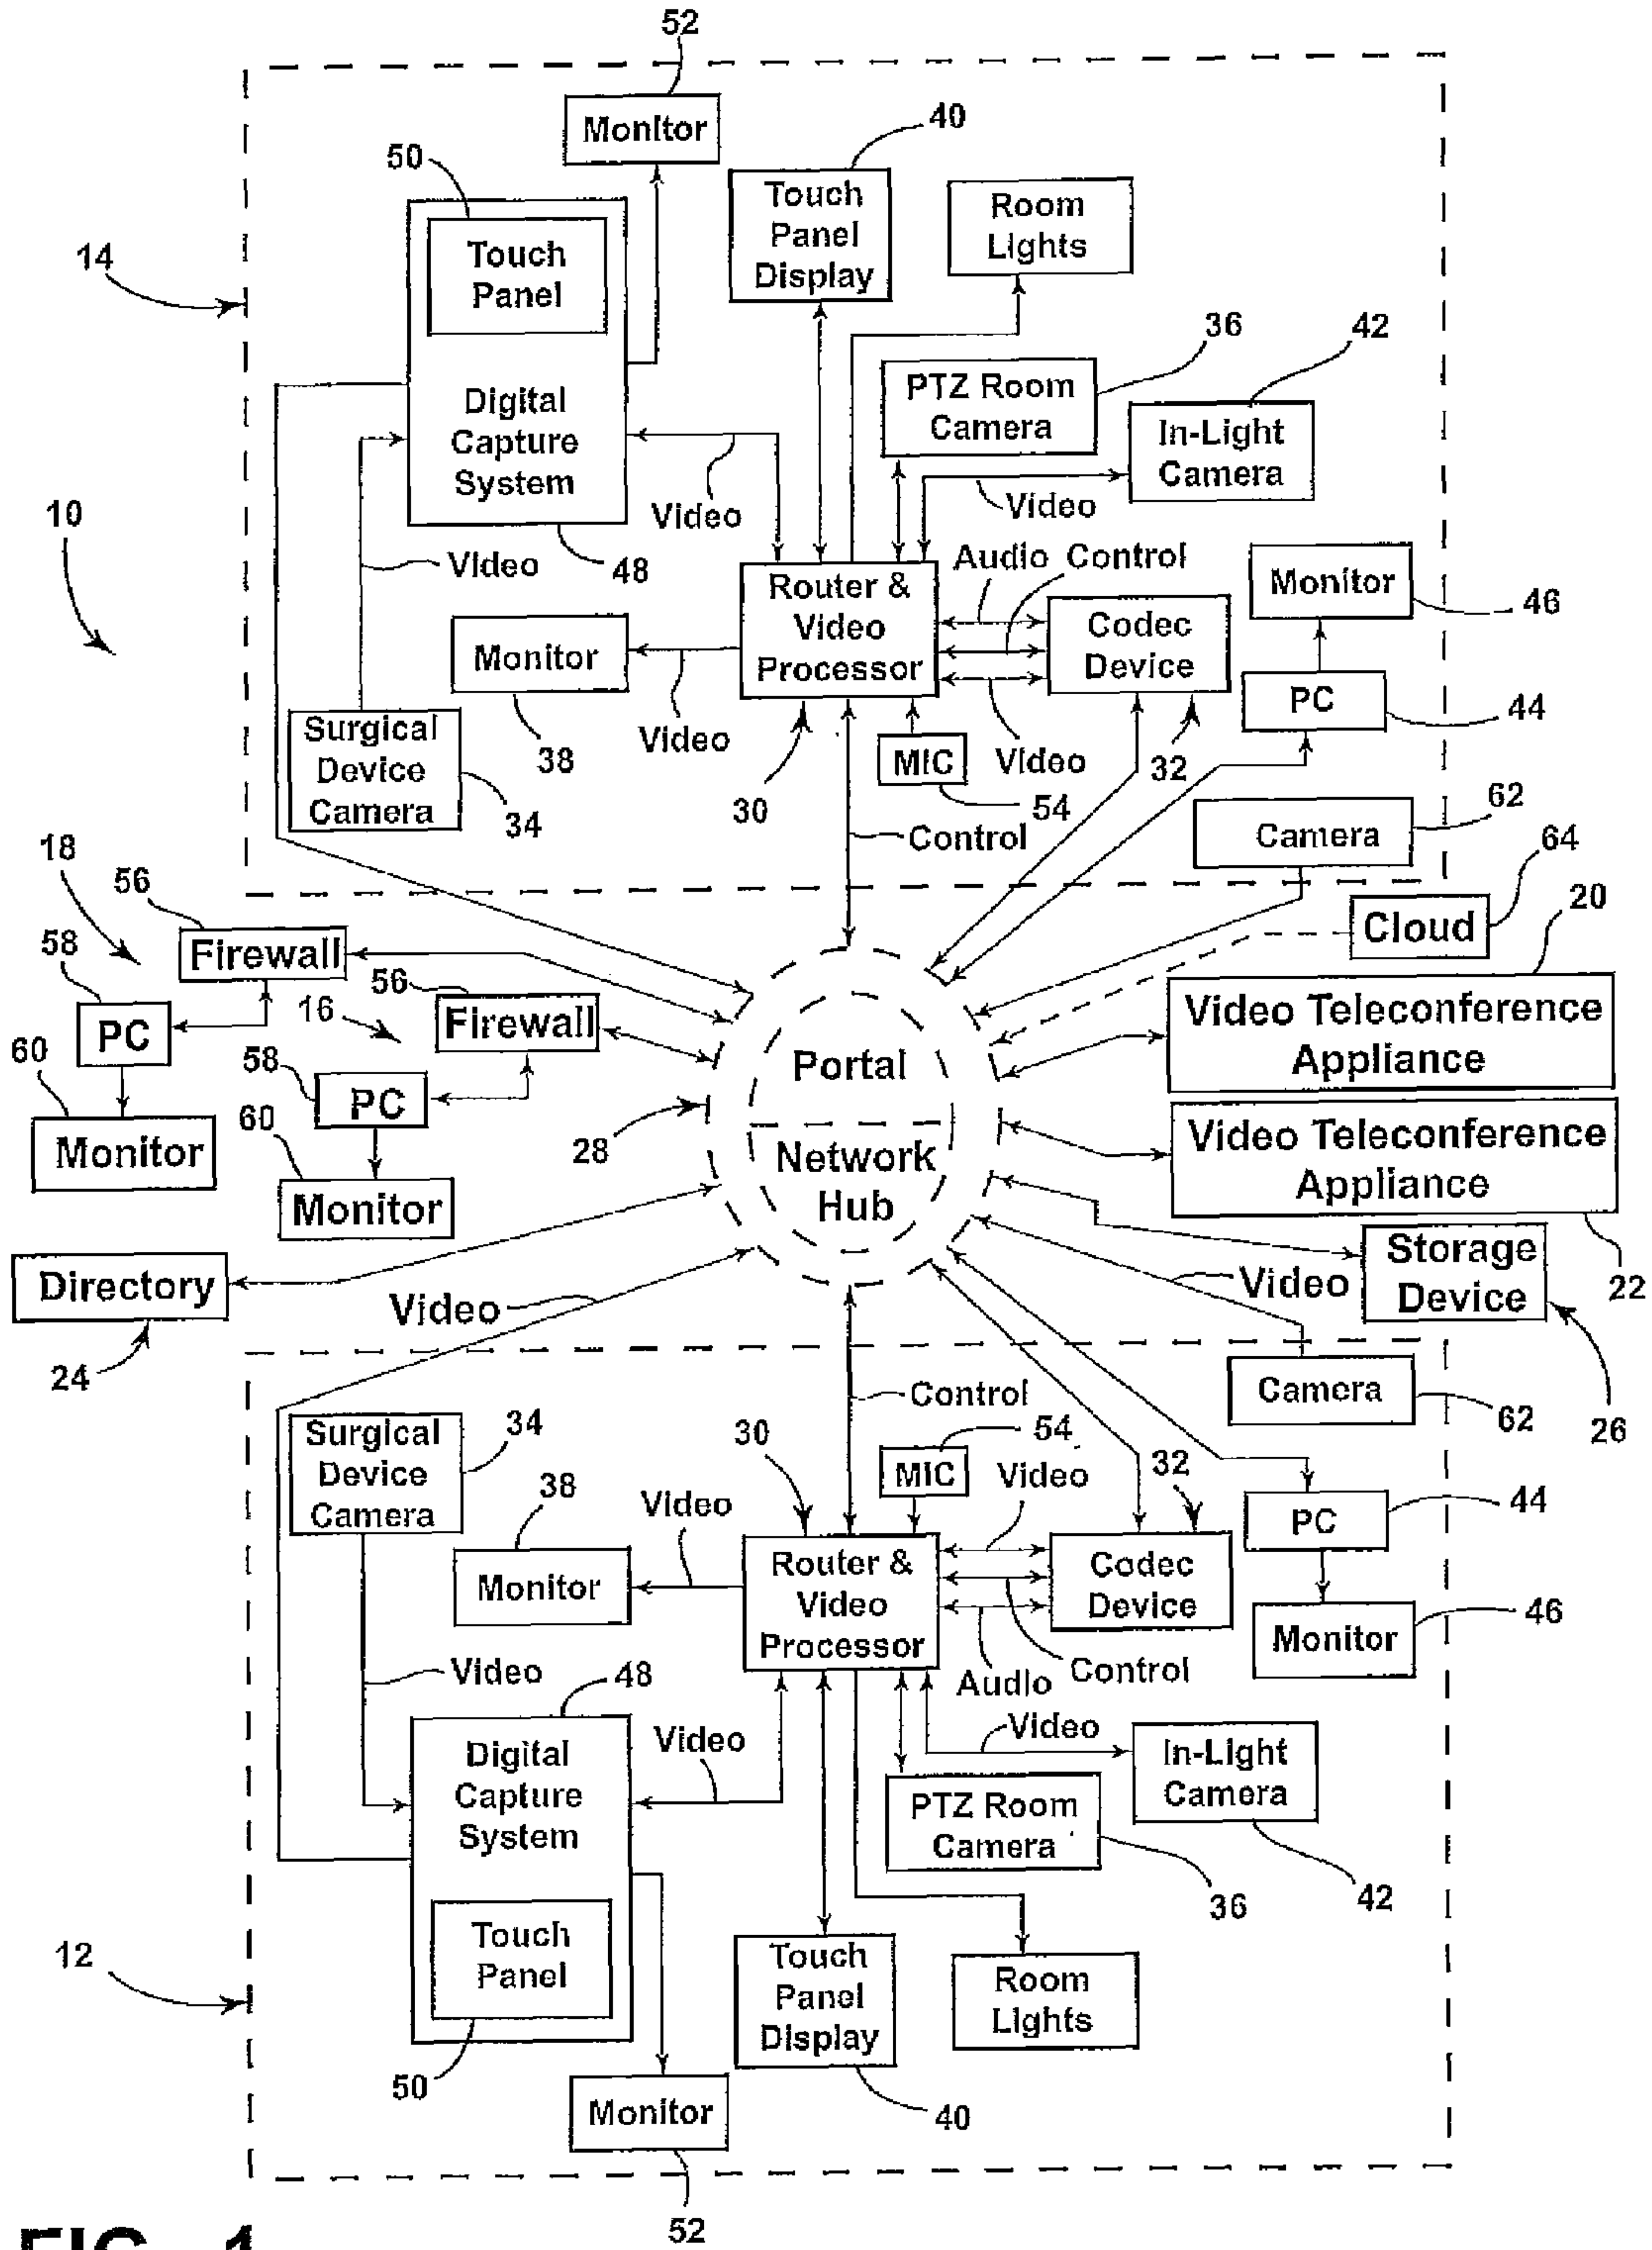 52
Monitor
40
50
Touch
Panel
Display
Room
Lights
Touch
Panel
14
36
42
PTZ Room
Camera
In-Light
Camera
Digital
Capture
System
Video
Video
10
Video
48
Audio Control
Router &
Video
Processor
Codec
Device
Monitor
46
Monitor
PC
44
Surgical
Device
Camera
34
38
Video
30
MIC
54
Video
32
Control
62
Camera
64
Cloud
18
56
Firewall
58
PC
60
Monitor
16
56
Firewall
58
PC
60
Monitor
20
Video Teleconference
Appliance
Portal
Network
Hub
28
Video Teleconference
Appliance
22
Storage
Device
26
Directory
24
Video
Video
Camera
62
Control
Surgical
Device
Camera
34
30
54
MIC
Video
32
38
Video
Monitor
Router &
Video
Processor
Codec
Device
PC
44
Monitor
46
Audio
Control
Video
48
Video
Video
Digital
Capture
System
In-Light
Camera
42
PTZ Room
Camera
36
Touch
Panel
50
12
Touch
Panel
Display
40
Room
Lights
Monitor
52
FIG. 1